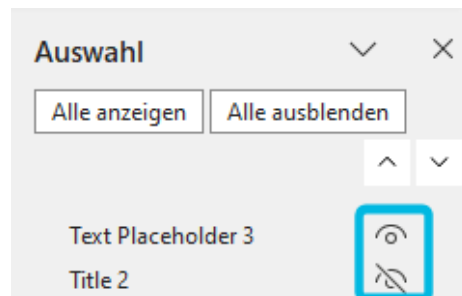 Auswahl
Alle anzeigen Alle ausblenden
Text Placeholder 3
Title 2